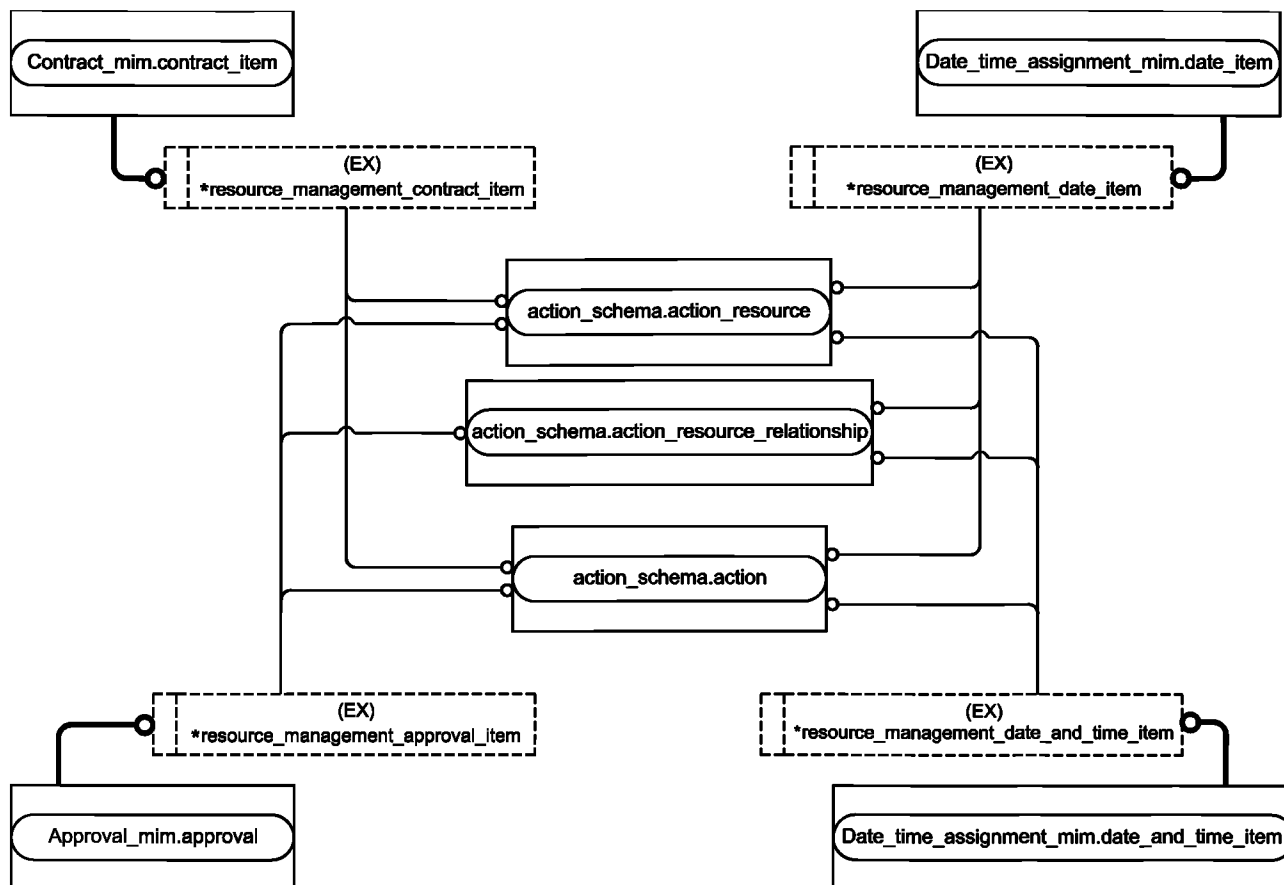 Contract_mim.contract_item
Date_time_assignment_mim.date_item
(EX)
*resource_management_contract_item
(EX)
*resource_management_date_item
action_schema.action_resource
action_schema.action_resource_relationship
action_schema.action
(EX)
*resource_management_approval_item
(EX)
*resource_management_date_and_time_item
Approval_mim.approval
Date_time_assignment_mim.date_and_time_item